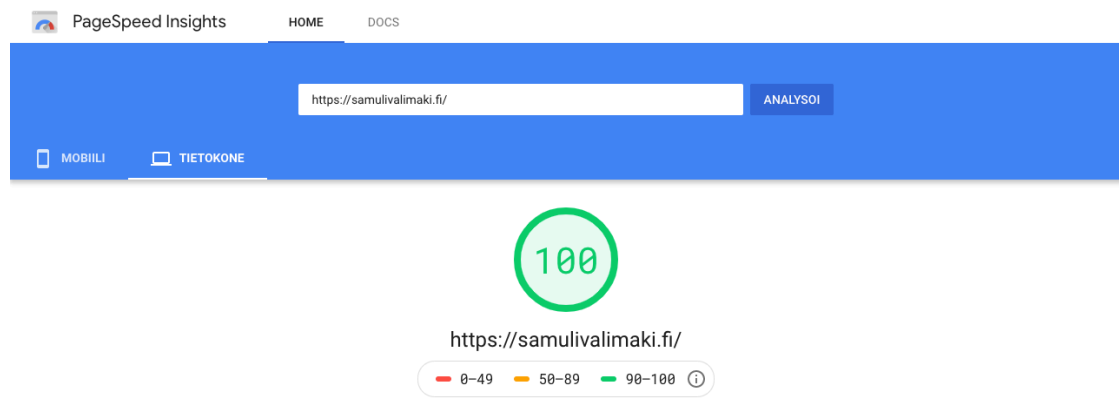 PageSpeed Insights HOME DOCS
https://samulivalimaki.fi/ ANALYSOI
MOBIILI TIETOKONE
100
https://samulivalimaki.fi/
0–49 50–89 90–100